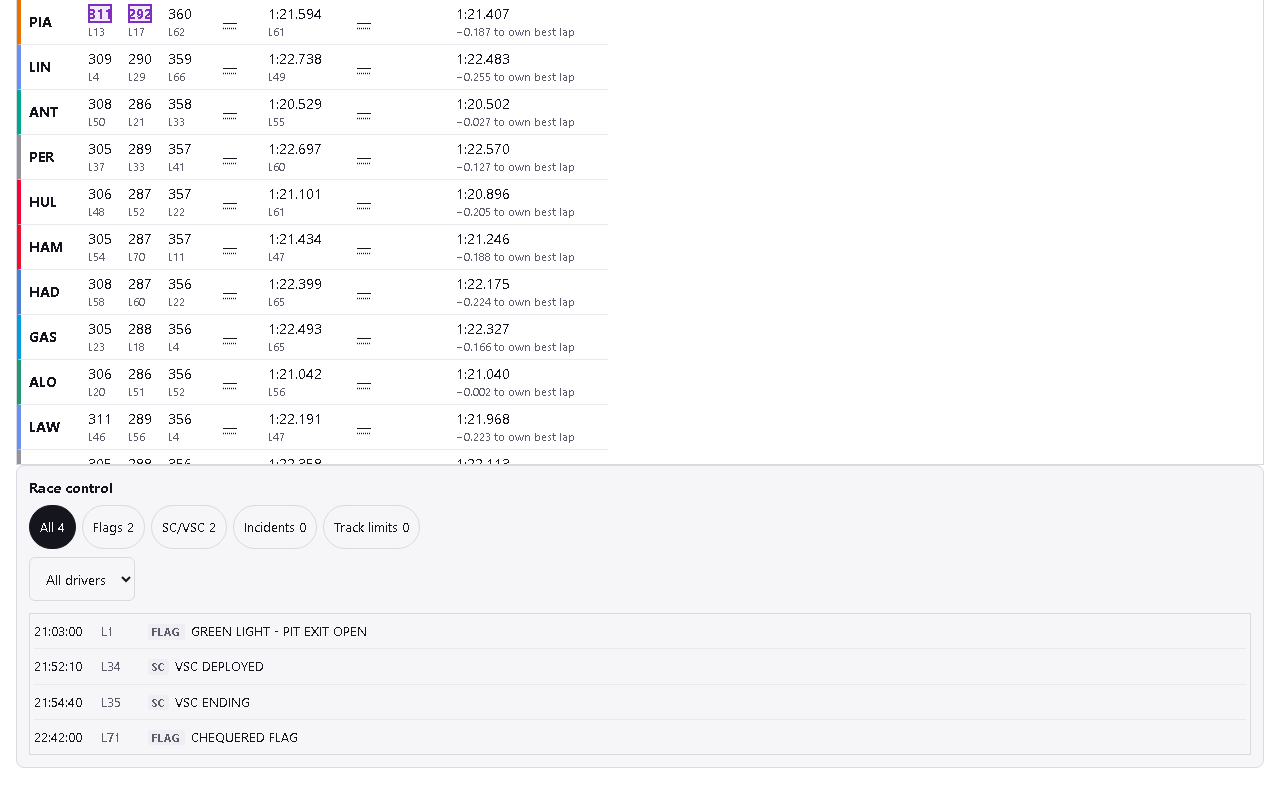 PIA 311 292 360 — 1:21.594 — 1:21.407
L13 L17 L62 L61 −0.187 to own best lap
LIN 309 290 359 — 1:22.738 — 1:22.483
L4 L29 L66 L49 −0.255 to own best lap
ANT 308 286 358 — 1:20.529 — 1:20.502
L50 L21 L33 L55 −0.027 to own best lap
PER 305 289 357 — 1:22.697 — 1:22.570
L37 L33 L41 L60 −0.127 to own best lap
HUL 306 287 357 — 1:21.101 — 1:20.896
L48 L52 L22 L61 −0.205 to own best lap
HAM 305 287 357 — 1:21.434 — 1:21.246
L54 L70 L11 L47 −0.188 to own best lap
HAD 308 287 356 — 1:22.399 — 1:22.175
L58 L60 L22 L65 −0.224 to own best lap
GAS 305 288 356 — 1:22.493 — 1:22.327
L23 L18 L4 L65 −0.166 to own best lap
ALO 306 286 356 — 1:21.042 — 1:21.040
L20 L51 L52 L56 −0.002 to own best lap
LAW 311 289 356 — 1:22.191 — 1:21.968
L46 L56 L4 L47 −0.223 to own best lap
Race control
All 4 Flags 2 SC/VSC 2 Incidents 0 Track limits 0
All drivers
21:03:00 L1 FLAG GREEN LIGHT - PIT EXIT OPEN
21:52:10 L34 SC VSC DEPLOYED
21:54:40 L35 SC VSC ENDING
22:42:00 L71 FLAG CHEQUERED FLAG